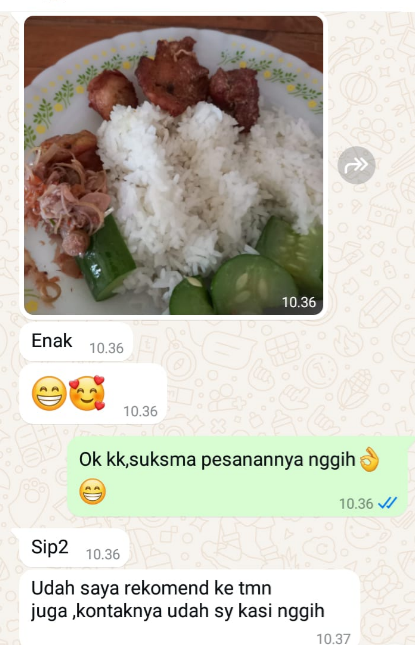 10.36
Enak 10.36
😁🥰
10.36
Ok kk,suksma pesanannya nggih👌
😁
10.36
Sip2 10.36
Udah saya rekomend ke tmn
juga ,kontaknya udah sy kasi nggih
10.37